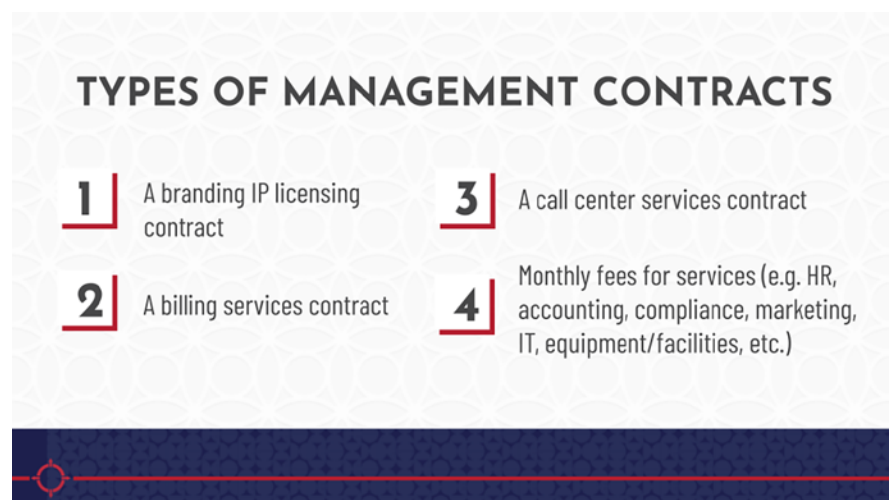 TYPES OF MANAGEMENT CONTRACTS
1
A branding IP licensing
contract
2
A billing services contract
3
A call center services contract
4
Monthly fees for services (e.g. HR,
accounting, compliance, marketing,
IT, equipment/facilities, etc.)